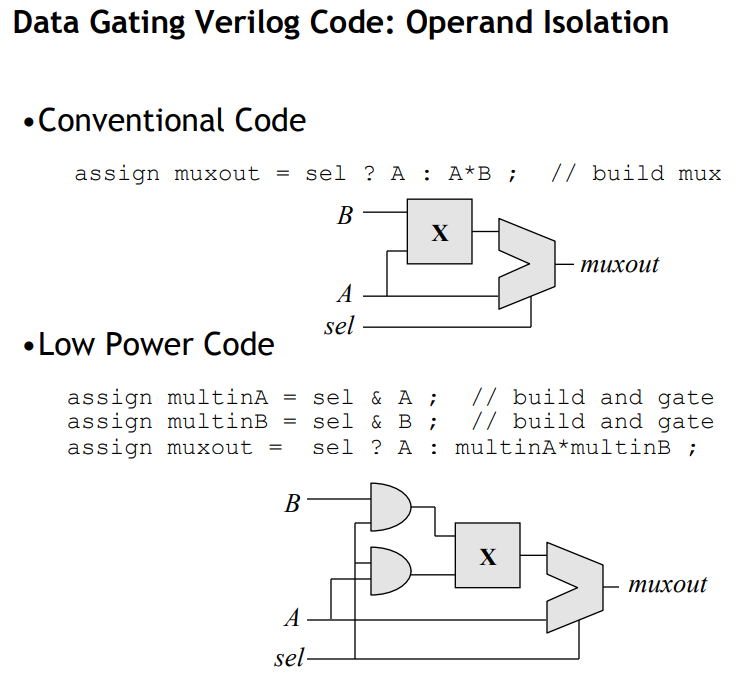 Data Gating Verilog Code: Operand Isolation
•Conventional Code
assign muxout = sel ? A : A*B ;  // build mux
B
X
muxout
A
sel
•Low Power Code
assign multinA = sel & A ;  // build and gate
assign multinB = sel & B ;  // build and gate
assign muxout =  sel ? A : multinA*multinB ;
B
X
muxout
A
sel